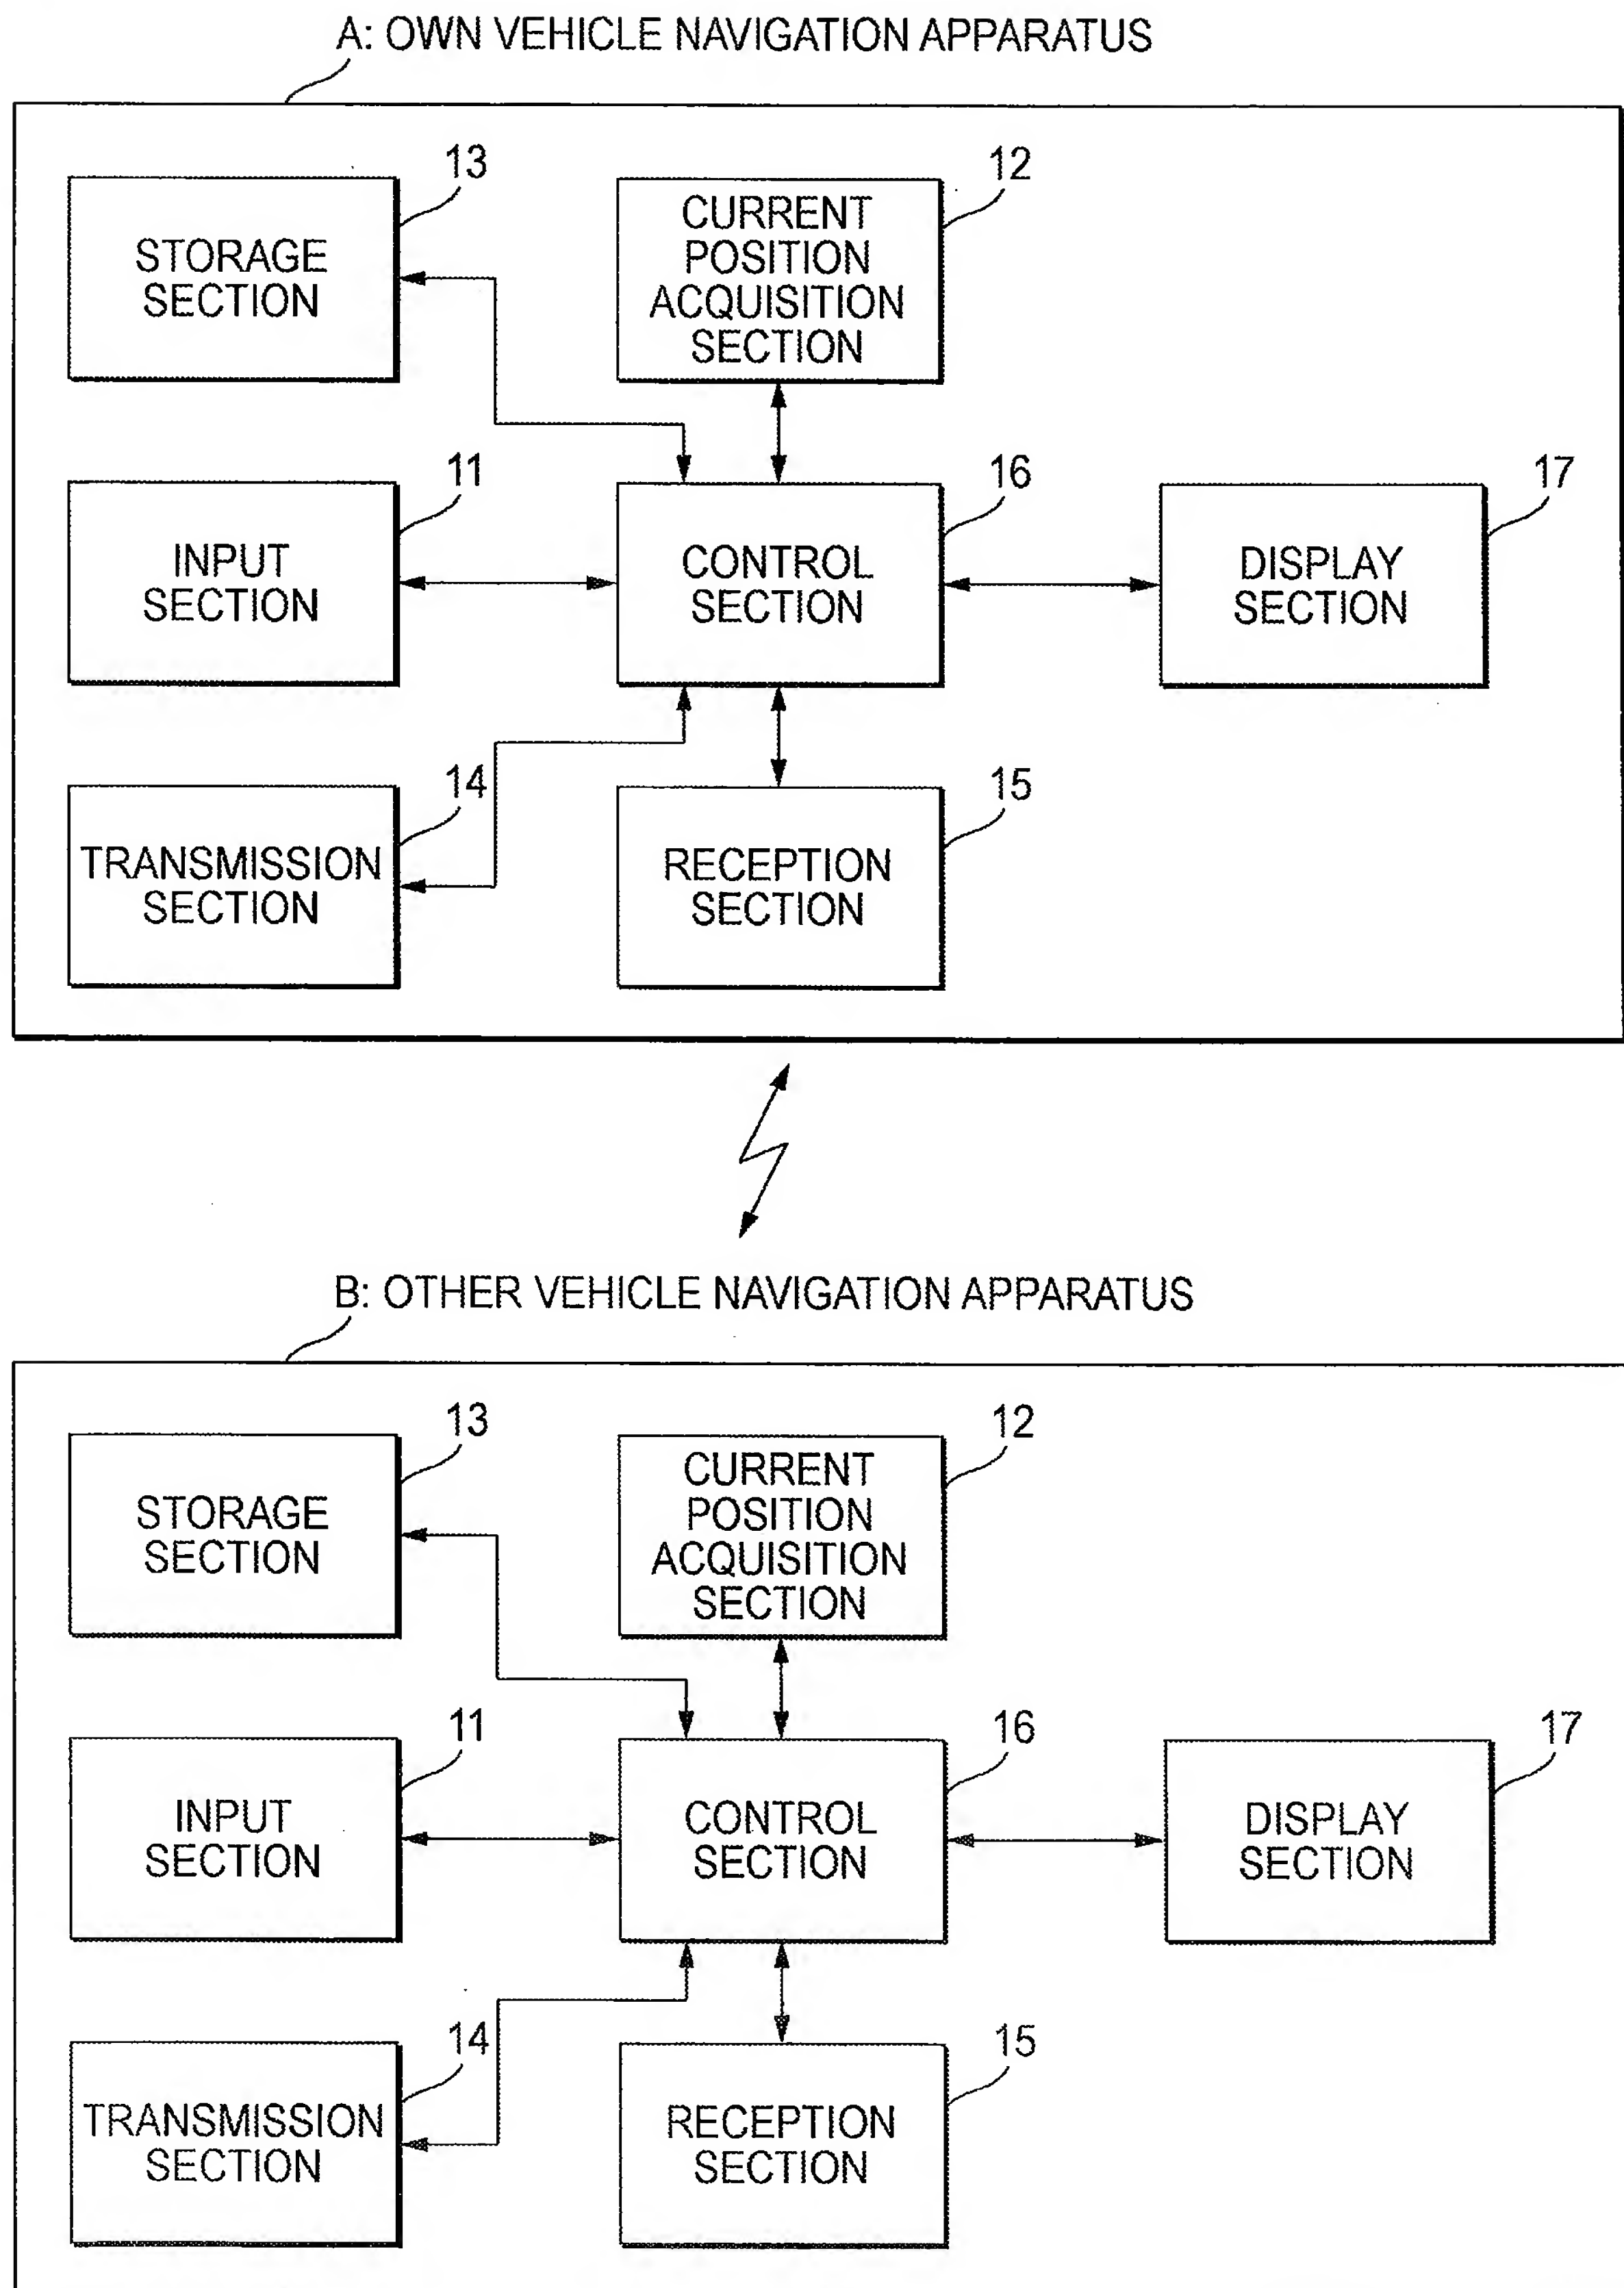 A: OWN VEHICLE NAVIGATION APPARATUS
13
STORAGE
SECTION
12
CURRENT
POSITION
ACQUISITION
SECTION
11
INPUT
SECTION
16
CONTROL
SECTION
17
DISPLAY
SECTION
14
TRANSMISSION
SECTION
15
RECEPTION
SECTION
B: OTHER VEHICLE NAVIGATION APPARATUS
13
STORAGE
SECTION
12
CURRENT
POSITION
ACQUISITION
SECTION
11
INPUT
SECTION
16
CONTROL
SECTION
17
DISPLAY
SECTION
14
TRANSMISSION
SECTION
15
RECEPTION
SECTION